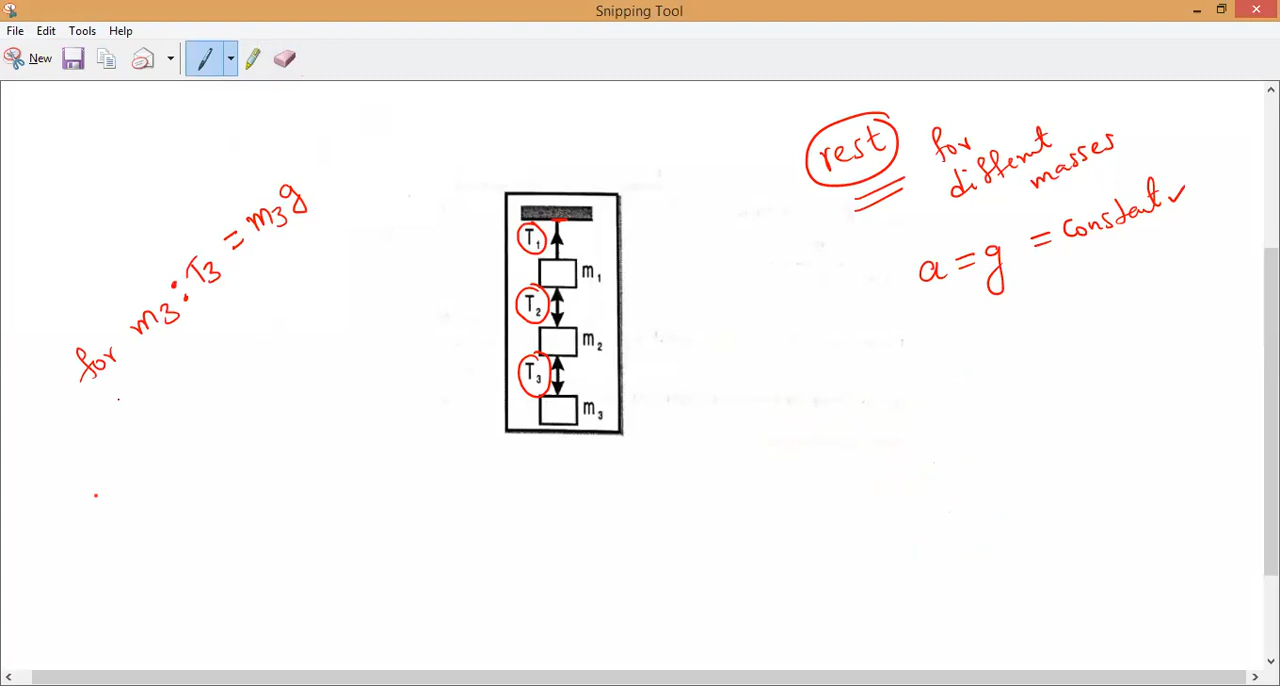 Snipping Tool
File Edit Tools Help
New
rest
for
different
masses
a = g = constant ✓
for m3 : T3 = m3g
T1
m1
T2
m2
T3
m3